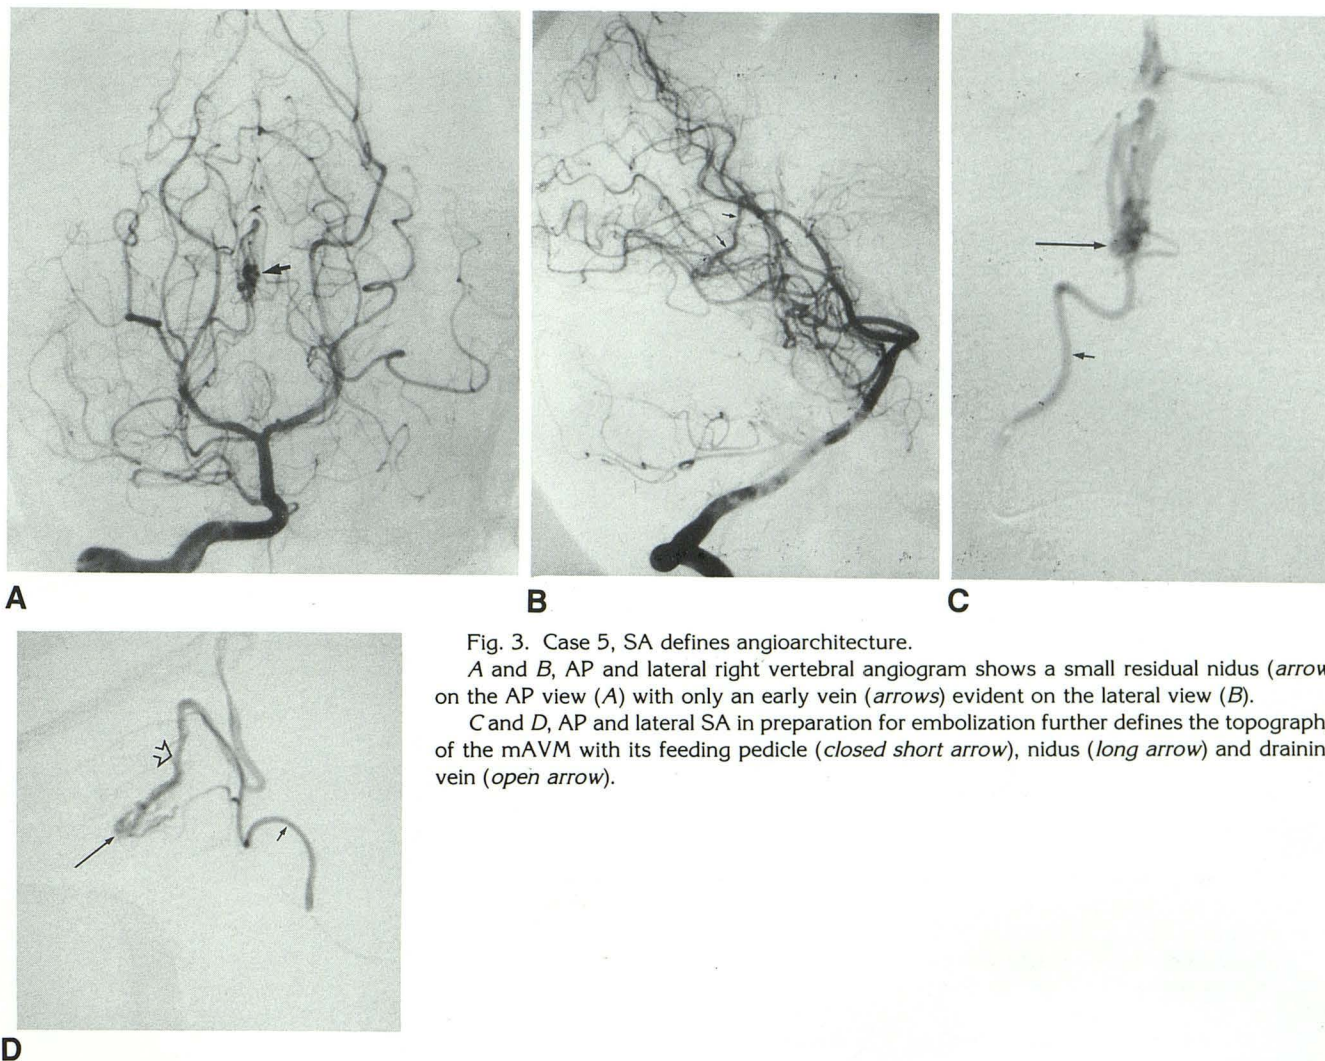 A
B
C
Fig. 3. Case 5, SA defines angioarchitecture.
A and B, AP and lateral right vertebral angiogram shows a small residual nidus (arrow
on the AP view (A) with only an early vein (arrows) evident on the lateral view (B).
C and D, AP and lateral SA in preparation for embolization further defines the topograph
of the mAVM with its feeding pedicle (closed short arrow), nidus (long arrow) and drainin
vein (open arrow).
D